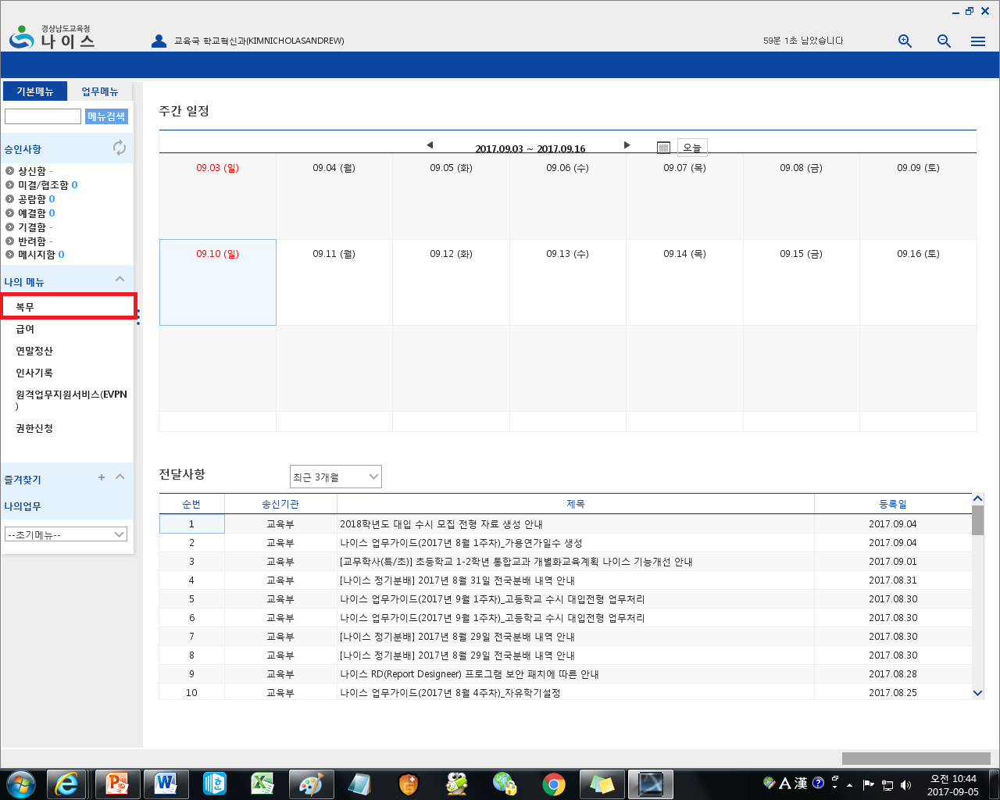 경상남도교육청
나이스
교육국 학교혁신과(KIMNICHOLASANDREW)
59분 1초 남았습니다
기본메뉴 업무메뉴
메뉴검색
승인사항
상신함 -
미결/협조함 0
공람함 0
예결함 0
기결함 -
반려함 -
메시지함 0
나의 메뉴
복무
급여
연말정산
인사기록
원격업무지원서비스(EVPN
)
권한신청
즐겨찾기 +
나의업무
--초기메뉴--
주간 일정
2017.09.03 ~ 2017.09.16 오늘
09.03 (일) 09.04 (월) 09.05 (화) 09.06 (수) 09.07 (목) 09.08 (금) 09.09 (토)
09.10 (일) 09.11 (월) 09.12 (화) 09.13 (수) 09.14 (목) 09.15 (금) 09.16 (토)
전달사항 최근 3개월
순번 송신기관 제목 등록일
1 교육부 2018학년도 대입 수시 모집 전형 자료 생성 안내 2017.09.04
2 교육부 나이스 업무가이드(2017년 8월 1주차)_가용연가일수 생성 2017.09.04
3 교육부 [교무학사(특/초)] 초등학교 1-2학년 통합교과 개별화교육계획 나이스 기능개선 안내 2017.09.01
4 교육부 [나이스 정기분배] 2017년 8월 31일 전국분배 내역 안내 2017.08.31
5 교육부 나이스 업무가이드(2017년 9월 1주차)_고등학교 수시 대입전형 업무처리 2017.08.30
6 교육부 나이스 업무가이드(2017년 9월 1주차)_고등학교 수시 대입전형 업무처리 2017.08.30
7 교육부 [나이스 정기분배] 2017년 8월 29일 전국분배 내역 안내 2017.08.30
8 교육부 [나이스 정기분배] 2017년 8월 29일 전국분배 내역 안내 2017.08.30
9 교육부 나이스 RD(Report Designeer) 프로그램 보안 패치에 따른 안내 2017.08.28
10 교육부 나이스 업무가이드(2017년 8월 4주차)_자유학기설정 2017.08.25
A 漢 오전 10:44
2017-09-05